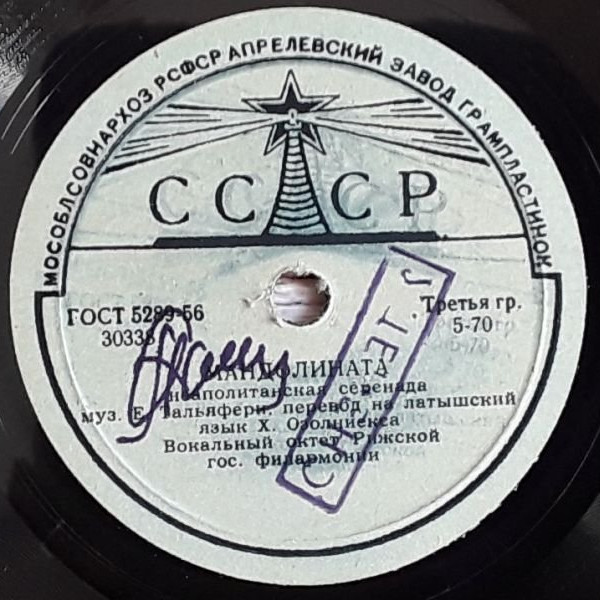 МОСОБЛСОВНАРХОЗ РСФСР АПРЕЛЕВСКИЙ ЗАВОД ГРАМПЛАСТИНОК
СССР
ГОСТ 5289-56
30338
Третья гр.
5-70
МАНДОЛИНАТА
неаполитанская серенада
муз. Е. Тальяфери, перевод на латышский
язык Х. Озолниекса
Вокальный октет Рижской
гос. филармонии